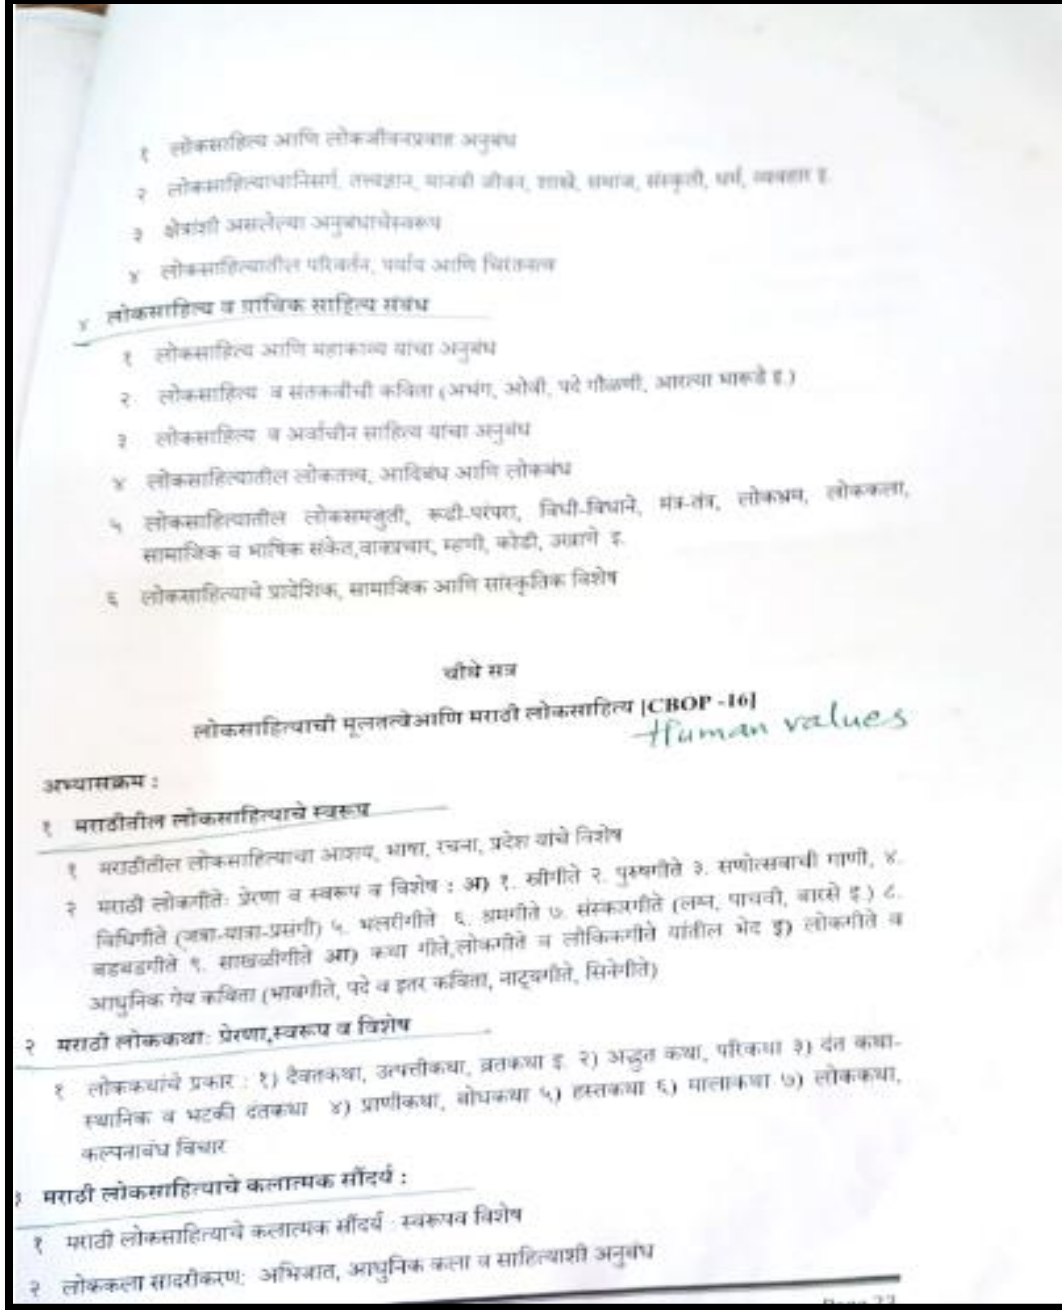 १ लोकसाहित्य आणि लोकजीवनप्रवाह अनुबंध
२ लोकसाहित्याचानिसर्ग, तत्त्वज्ञान, मानवी जीवन, शास्त्रे, समाज, संस्कृती, धर्म, व्यवहार इ.
३ क्षेत्रांशी असलेल्या अनुबंधाचेस्वरूप
४ लोकसाहित्यातील परिवर्तन, पर्याय आणि चिरंतनत्व
४ लोकसाहित्य व ग्रांथिक साहित्य संबंध
१ लोकसाहित्य आणि महाकाव्य यांचा अनुबंध
२ लोकसाहित्य व संतकवींची कविता (अभंग, ओवी, पदे गौळणी, आरत्या भारूडे इ.)
३ लोकसाहित्य व अर्वाचीन साहित्य यांचा अनुबंध
४ लोकसाहित्यातील लोकतत्त्व, आदिबंध आणि लोकबंध
५ लोकसाहित्यातील लोकसमजुती, रूढी-परंपरा, विधी-विधाने, मंत्र-तंत्र, लोकभ्रम, लोककला,
सामाजिक व भाषिक संकेत,वाक्प्रचार, म्हणी, कोडी, उखाणे इ.
६ लोकसाहित्याचे प्रादेशिक, सामाजिक आणि सांस्कृतिक विशेष
चौथे सत्र
लोकसाहित्याची मूलतत्वेआणि मराठी लोकसाहित्य [CBOP -16]
Human values
अभ्यासक्रम :
१ मराठीतील लोकसाहित्याचे स्वरूप
१ मराठीतील लोकसाहित्याचा आशय, भाषा, रचना, प्रदेश यांचे विशेष
२ मराठी लोकगीते: प्रेरणा व स्वरूप व विशेष : अ) १. स्त्रीगीते २. पुरुषगीते ३. सणोत्सवाची गाणी, ४.
विधिगीते (जत्रा-यात्रा-प्रसंगी) ५. भलरीगीते ६. श्रमगीते ७. संस्कारगीते (लग्न, पाचवी, बारसे इ.) ८.
बडबडगीते ९. साखळीगीते आ) कथा गीते,लोकगीते व लौकिकगीते यांतील भेद इ) लोकगीते व
आधुनिक गेय कविता (भावगीते, पदे व इतर कविता, नाट्यगीते, सिनेगीते)
२ मराठी लोककथा: प्रेरणा,स्वरूप व विशेष
१ लोककथांचे प्रकार : १) दैवतकथा, उत्पत्तीकथा, व्रतकथा इ. २) अद्भुत कथा, परिकथा ३) दंत कथा-
स्थानिक व भटकी दंतकथा ४) प्राणीकथा, बोधकथा ५) हस्तकथा ६) मालाकथा ७) लोककथा,
कल्पनाबंध विचार
३ मराठी लोकसाहित्याचे कलात्मक सौंदर्य :
१ मराठी लोकसाहित्याचे कलात्मक सौंदर्य : स्वरूपव विशेष
२ लोककला सादरीकरण: अभिजात, आधुनिक कला व साहित्याशी अनुबंध